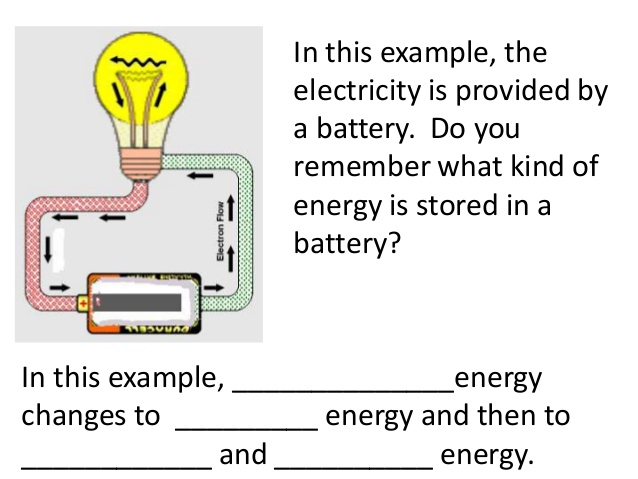 In this example, the
electricity is provided by
a battery.  Do you
remember what kind of
energy is stored in a
battery?
Electron Flow
+
DURACELL
In this example, ______________energy
changes to _________ energy and then to
____________ and __________ energy.